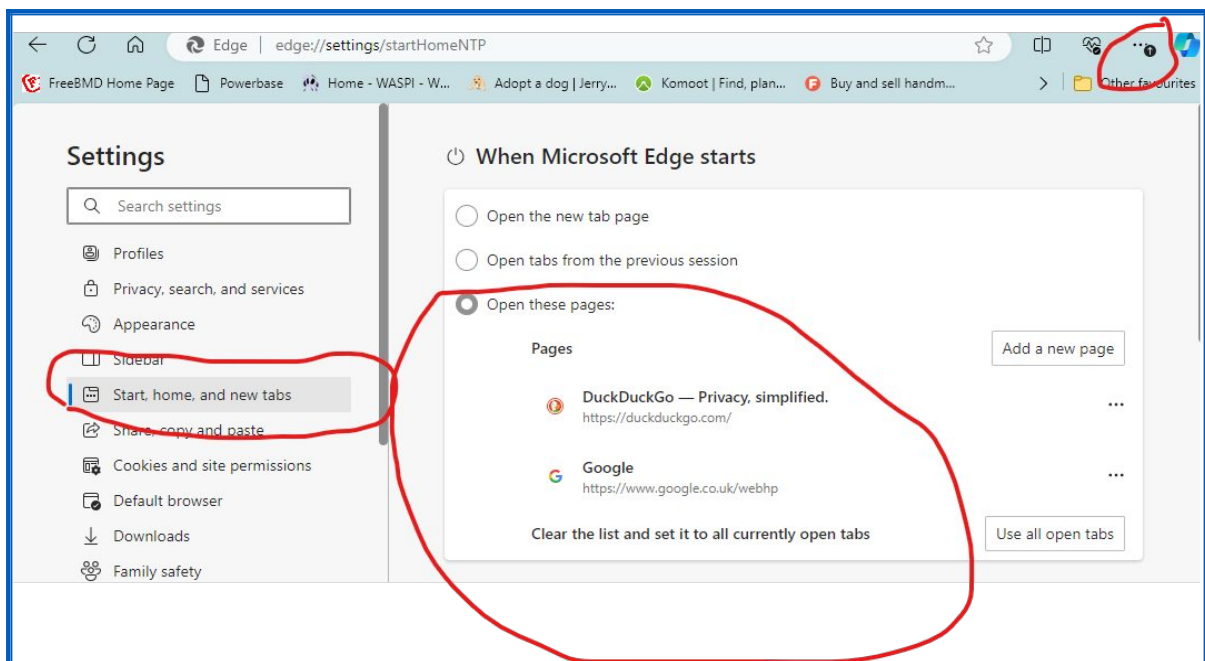 Edge | edge://settings/startHomeNTP
FreeBMD Home Page Powerbase Home - WASPI - W... Adopt a dog | Jerry... Komoot | Find, plan... Buy and sell handm... Other favourites
Settings
Search settings
Profiles
Privacy, search, and services
Appearance
Sidebar
Start, home, and new tabs
Share, copy and paste
Cookies and site permissions
Default browser
Downloads
Family safety
When Microsoft Edge starts
Open the new tab page
Open tabs from the previous session
Open these pages:
Pages Add a new page
DuckDuckGo — Privacy, simplified.
https://duckduckgo.com/
Google
https://www.google.co.uk/webhp
Clear the list and set it to all currently open tabs Use all open tabs